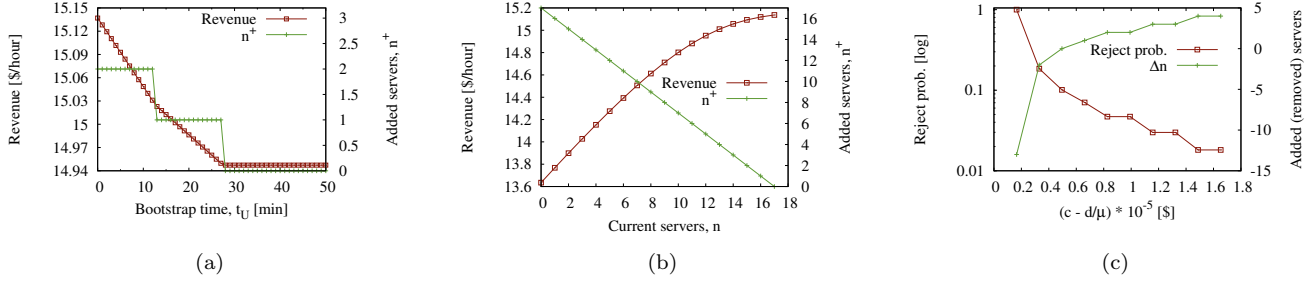 15.15
15.12
15.09
15.06
15.03
15
14.97
14.94
Revenue [$/hour]
0 10 20 30 40 50
Bootstrap time, t_U [min]
3
2.5
2
1.5
1
0.5
0
Added servers, n⁺
Revenue
n⁺
(a)
15.2
15
14.8
14.6
14.4
14.2
14
13.8
13.6
Revenue [$/hour]
0 2 4 6 8 10 12 14 16 18
Current servers, n
16
14
12
10
8
6
4
2
0
Added servers, n⁺
Revenue
n⁺
(b)
1
0.1
0.01
Reject prob. [log]
0 0.2 0.4 0.6 0.8 1 1.2 1.4 1.6 1.8
(c - d/μ) * 10⁻⁵ [$]
5
0
-5
-10
-15
Added (removed) servers
Reject prob.
Δn
(c)